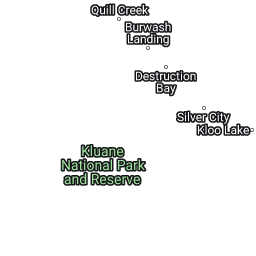 Quill Creek
Burwash
Landing
Destruction
Bay
Silver City
Kloo Lake
Kluane
National Park
and Reserve